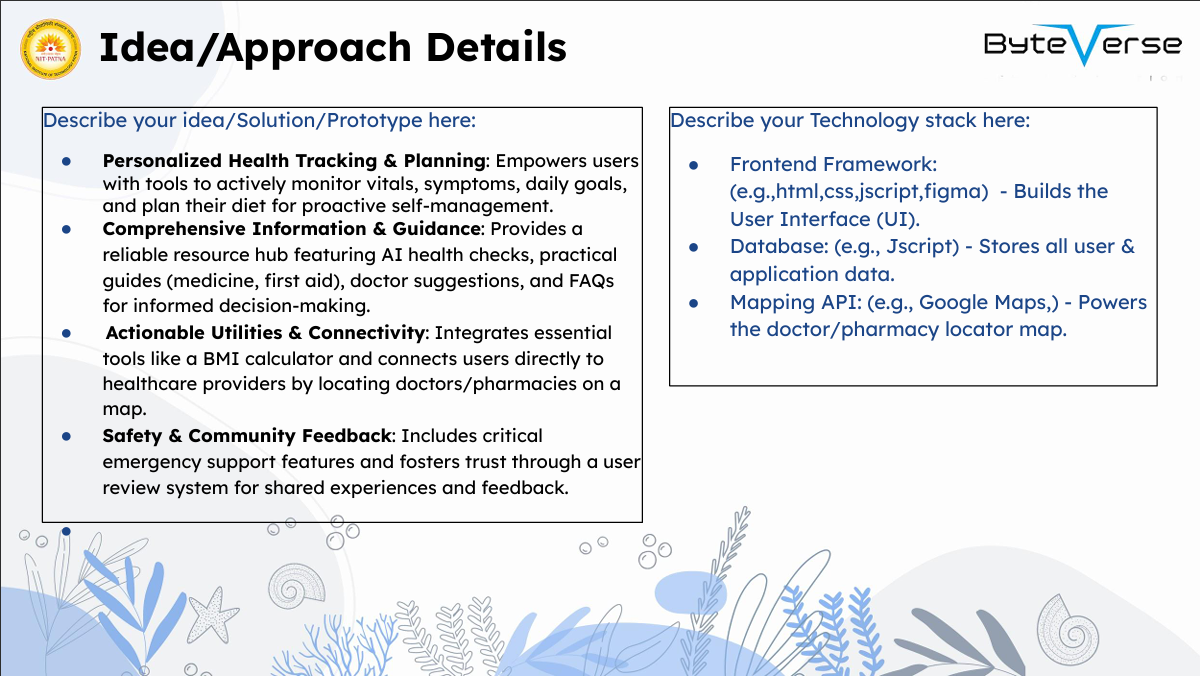 Idea/Approach Details
NIT-PATNA
ByteVerse
Describe your idea/Solution/Prototype here:
● Personalized Health Tracking & Planning: Empowers users
with tools to actively monitor vitals, symptoms, daily goals,
and plan their diet for proactive self-management.
● Comprehensive Information & Guidance: Provides a
reliable resource hub featuring AI health checks, practical
guides (medicine, first aid), doctor suggestions, and FAQs
for informed decision-making.
● Actionable Utilities & Connectivity: Integrates essential
tools like a BMI calculator and connects users directly to
healthcare providers by locating doctors/pharmacies on a
map.
● Safety & Community Feedback: Includes critical
emergency support features and fosters trust through a user
review system for shared experiences and feedback.
●
Describe your Technology stack here:
● Frontend Framework:
(e.g.,html,css,jscript,figma)  - Builds the
User Interface (UI).
● Database: (e.g., Jscript) - Stores all user &
application data.
● Mapping API: (e.g., Google Maps,) - Powers
the doctor/pharmacy locator map.